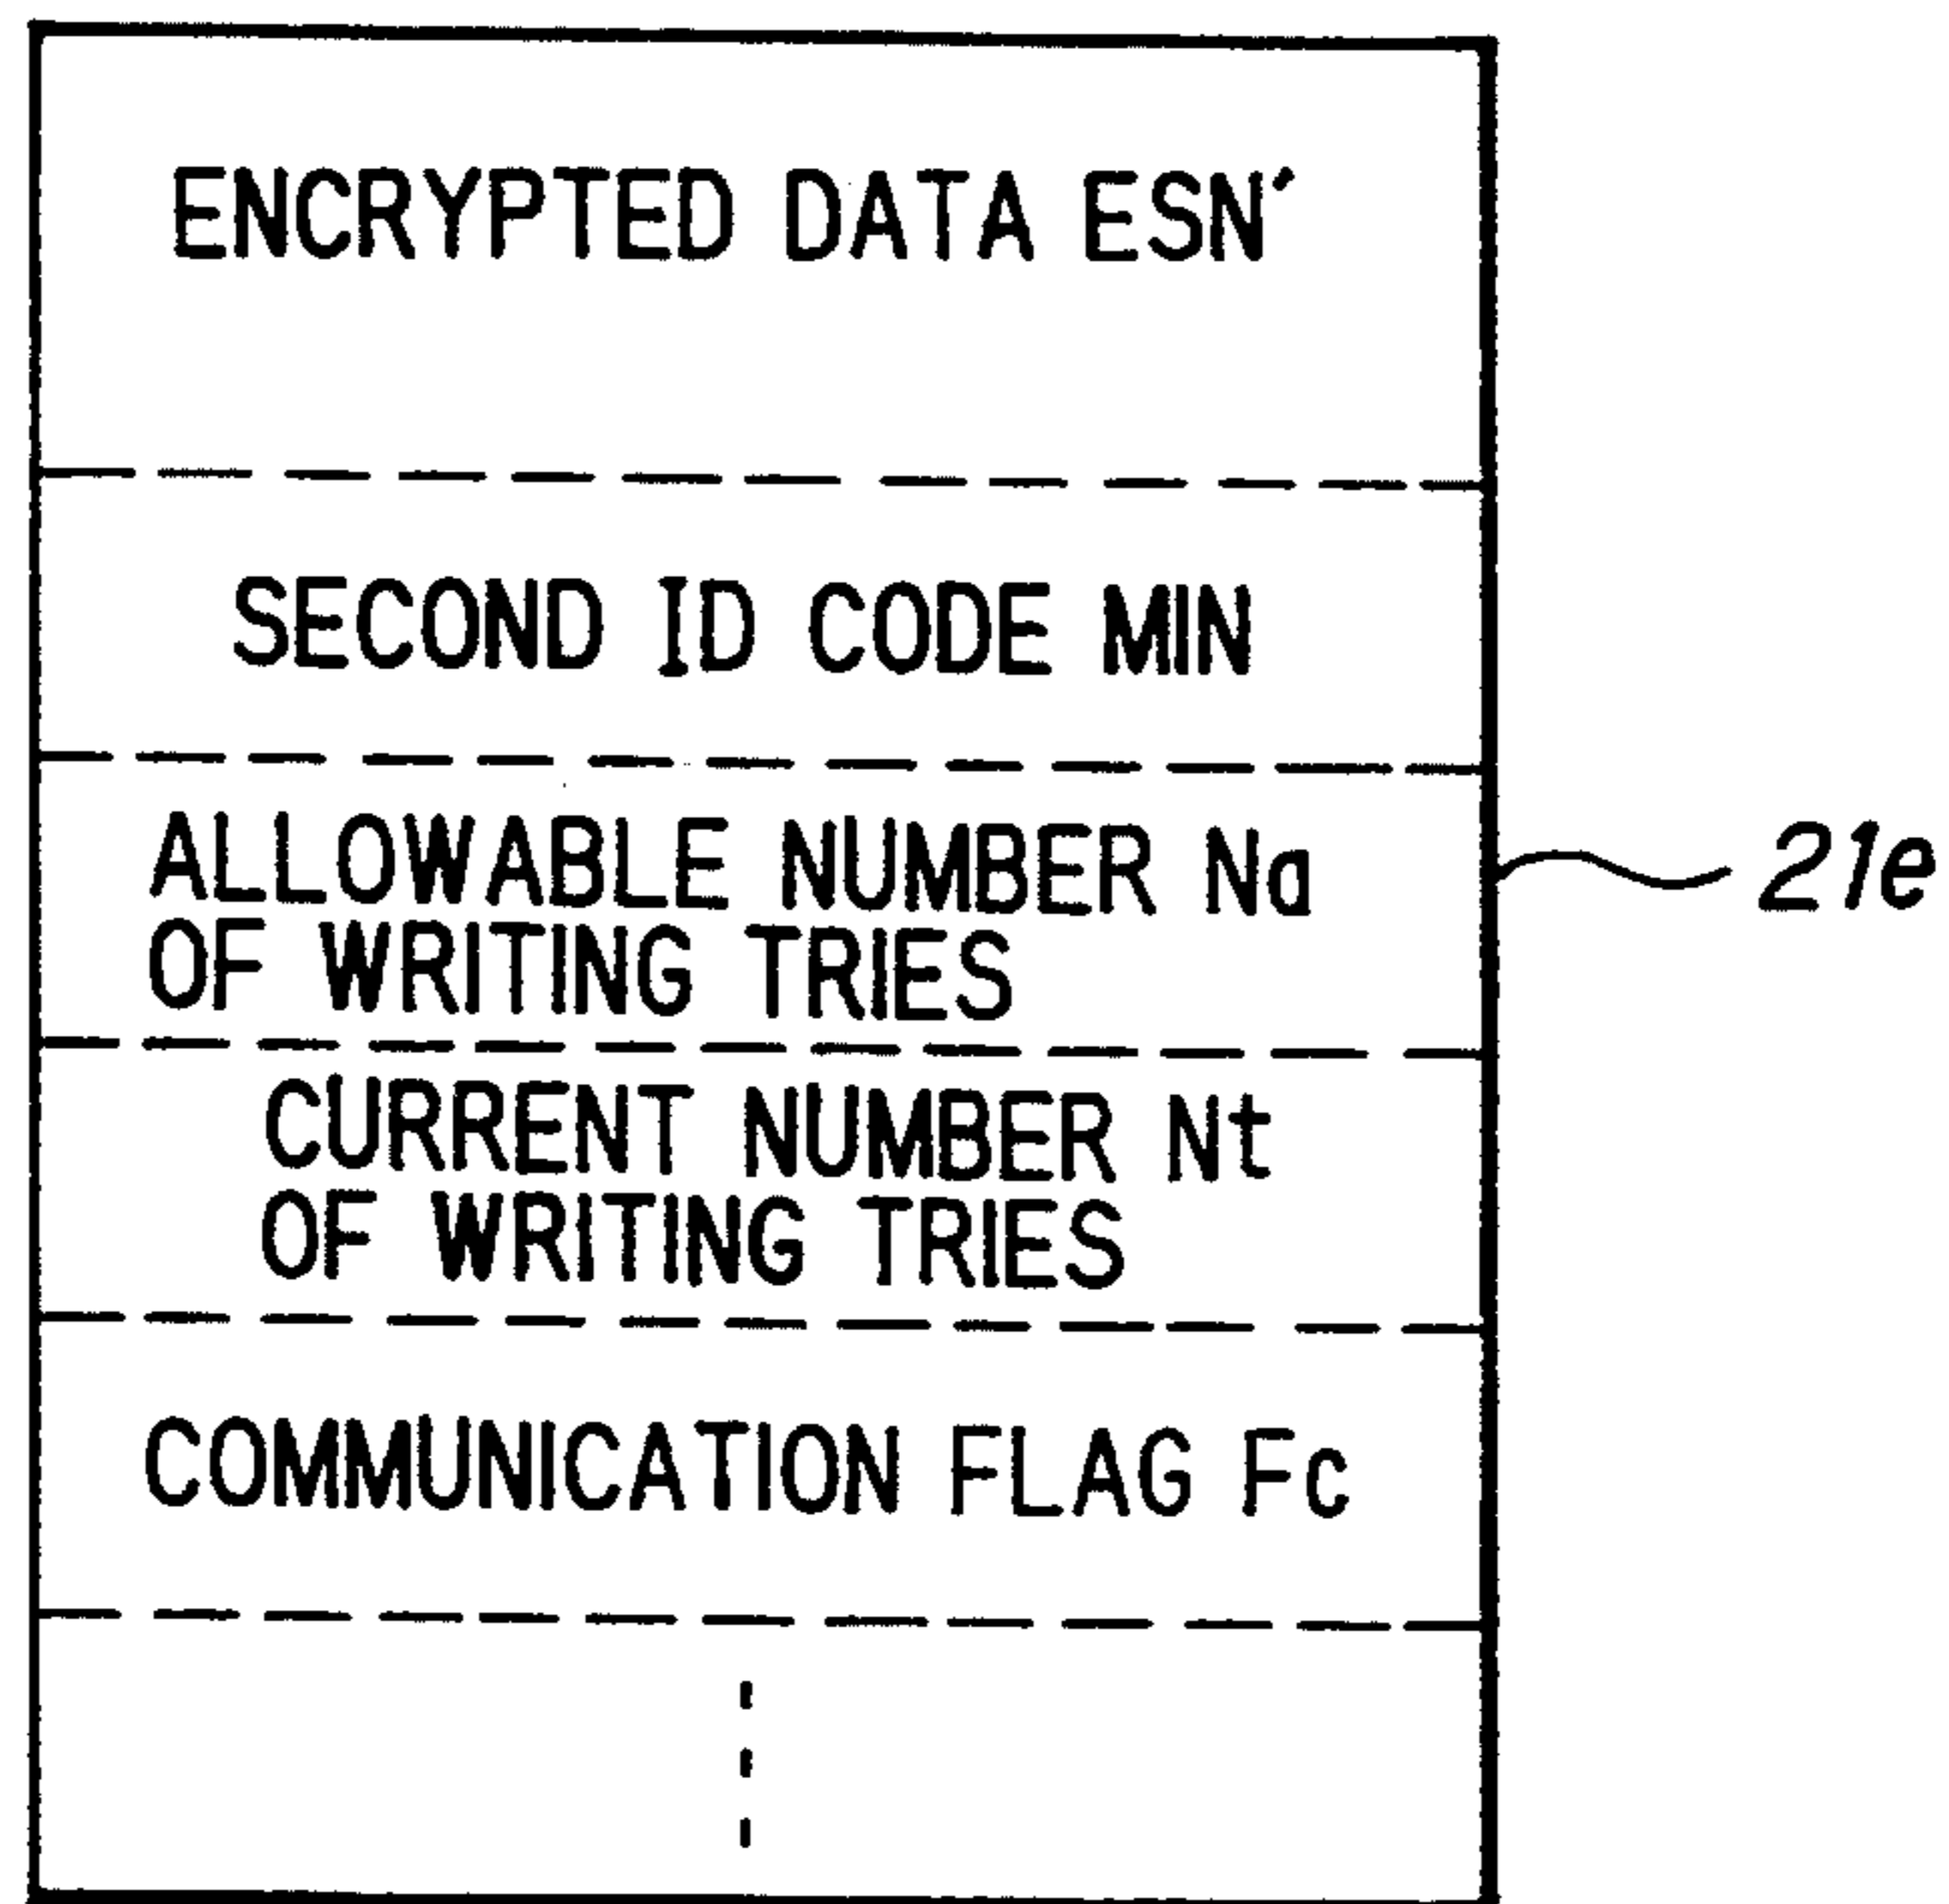 ENCRYPTED DATA ESN´
SECOND ID CODE MIN
ALLOWABLE NUMBER Na
OF WRITING TRIES
21e
CURRENT NUMBER Nt
OF WRITING TRIES
COMMUNICATION FLAG Fc